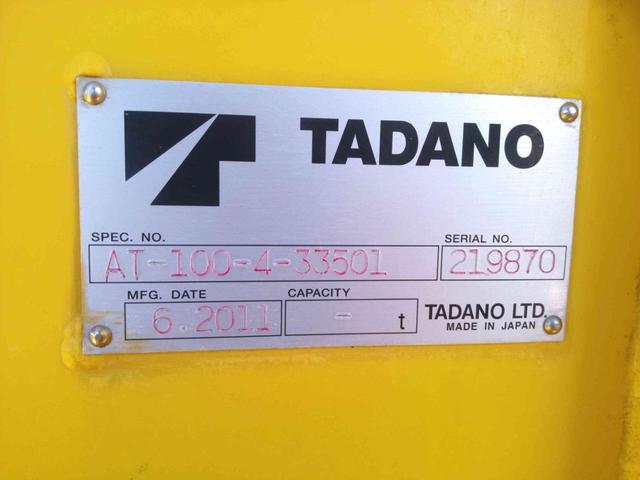 TADANO
SPEC. NO.
AT-100-4-33501
SERIAL NO.
219870
MFG. DATE
6.2011
CAPACITY
- t
TADANO LTD.
MADE IN JAPAN